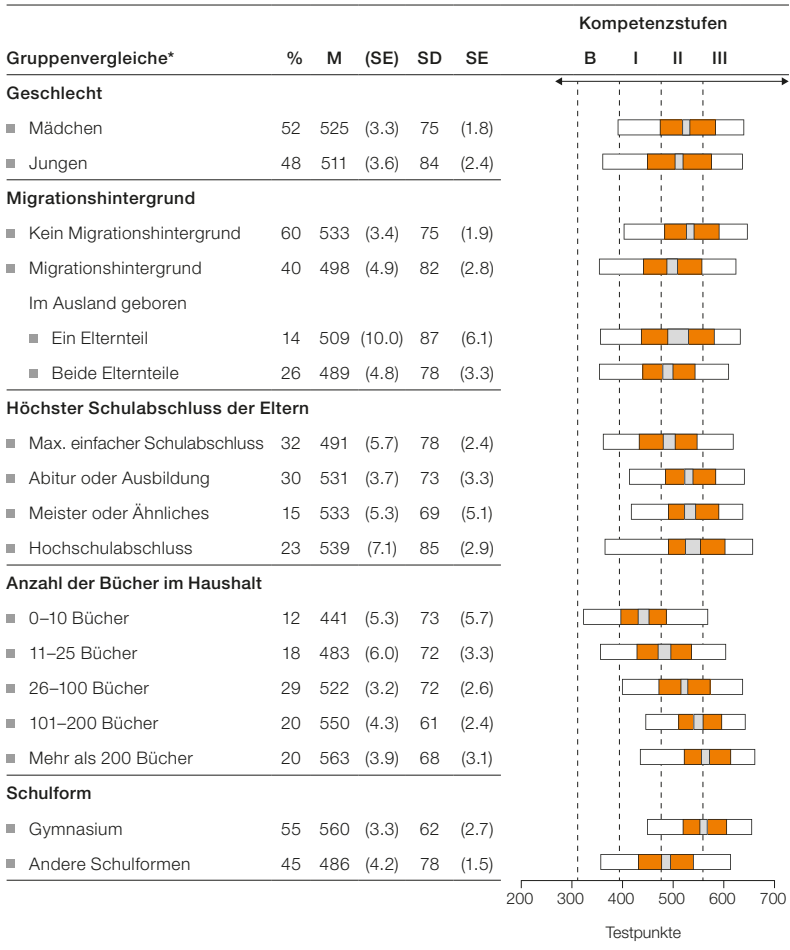 Kompetenzstufen
Gruppenvergleiche* % M (SE) SD SE B I II III
Geschlecht
Mädchen 52 525 (3.3) 75 (1.8)
Jungen 48 511 (3.6) 84 (2.4)
Migrationshintergrund
Kein Migrationshintergrund 60 533 (3.4) 75 (1.9)
Migrationshintergrund 40 498 (4.9) 82 (2.8)
Im Ausland geboren
Ein Elternteil 14 509 (10.0) 87 (6.1)
Beide Elternteile 26 489 (4.8) 78 (3.3)
Höchster Schulabschluss der Eltern
Max. einfacher Schulabschluss 32 491 (5.7) 78 (2.4)
Abitur oder Ausbildung 30 531 (3.7) 73 (3.3)
Meister oder Ähnliches 15 533 (5.3) 69 (5.1)
Hochschulabschluss 23 539 (7.1) 85 (2.9)
Anzahl der Bücher im Haushalt
0–10 Bücher 12 441 (5.3) 73 (5.7)
11–25 Bücher 18 483 (6.0) 72 (3.3)
26–100 Bücher 29 522 (3.2) 72 (2.6)
101–200 Bücher 20 550 (4.3) 61 (2.4)
Mehr als 200 Bücher 20 563 (3.9) 68 (3.1)
Schulform
Gymnasium 55 560 (3.3) 62 (2.7)
Andere Schulformen 45 486 (4.2) 78 (1.5)
200 300 400 500 600 700
Testpunkte